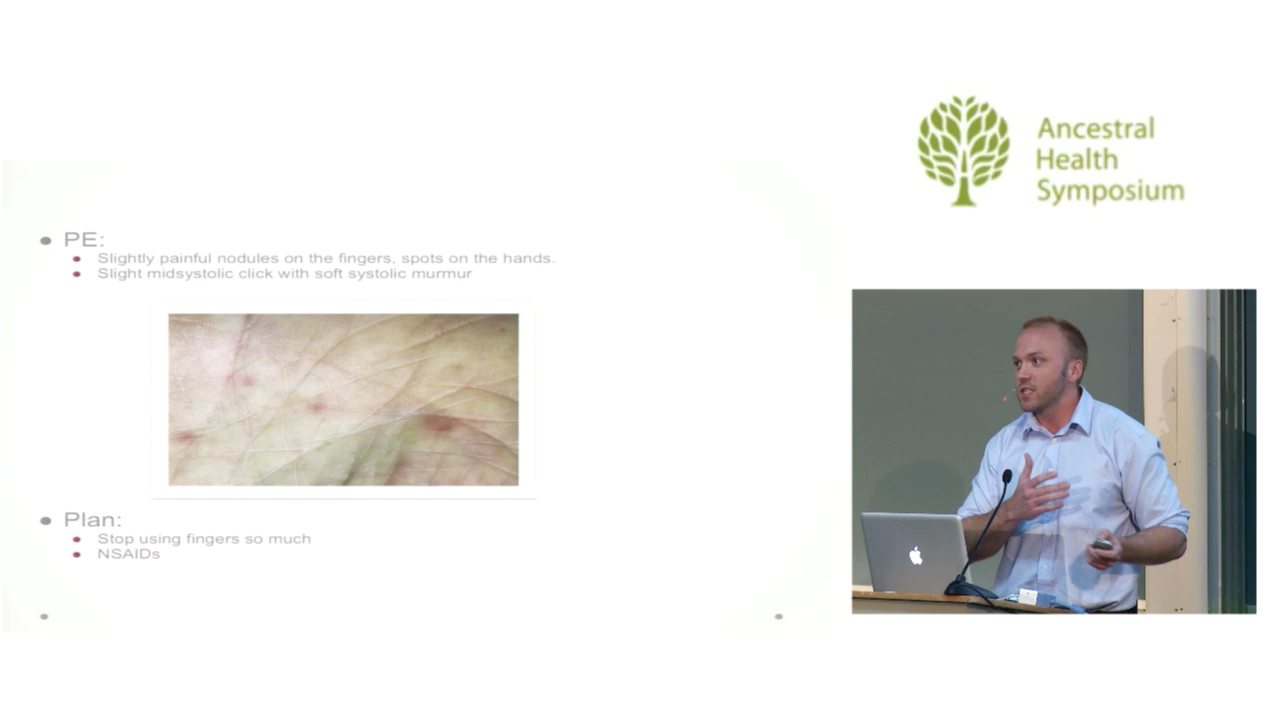 Ancestral
Health
Symposium
PE:
Slightly painful nodules on the fingers, spots on the hands.
Slight midsystolic click with soft systolic murmur
Plan:
Stop using fingers so much
NSAIDs